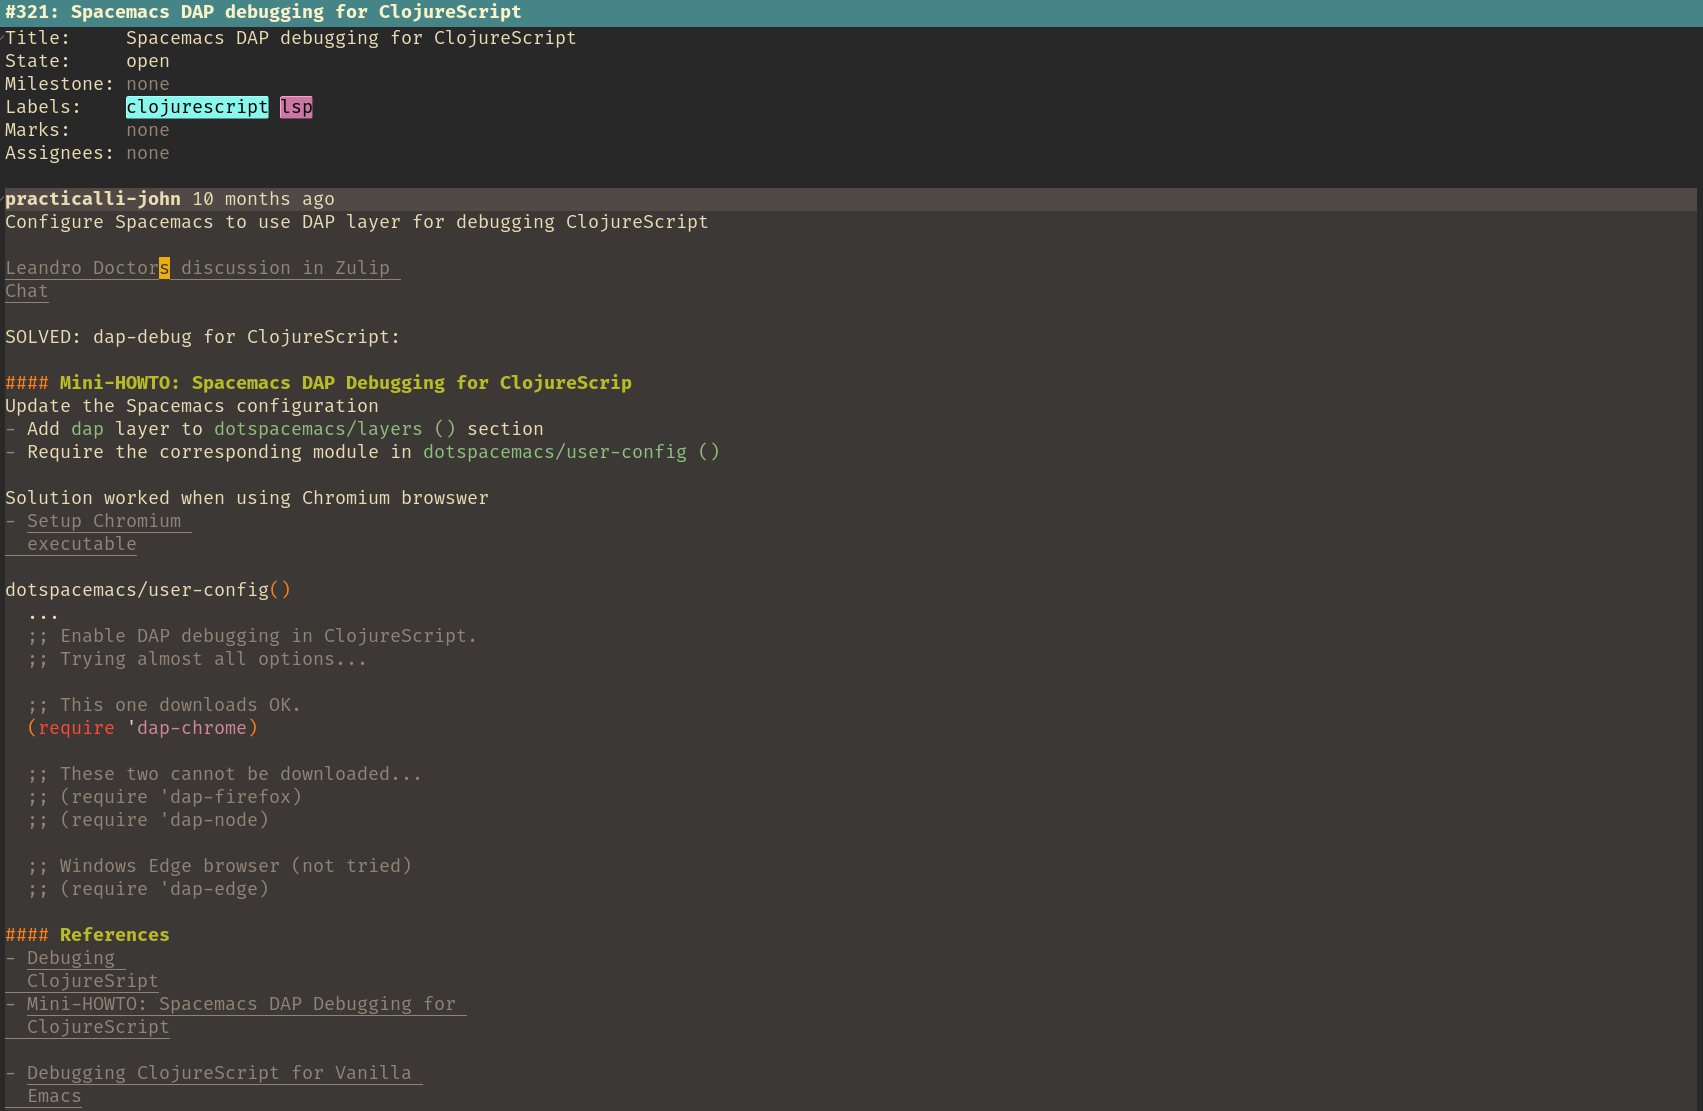 #321: Spacemacs DAP debugging for ClojureScript
Title:     Spacemacs DAP debugging for ClojureScript
State:     open
Milestone: none
Labels:    clojurescript lsp
Marks:     none
Assignees: none
practicalli-john 10 months ago
Configure Spacemacs to use DAP layer for debugging ClojureScript
Leandro Doctors discussion in Zulip
Chat
SOLVED: dap-debug for ClojureScript:
#### Mini-HOWTO: Spacemacs DAP Debugging for ClojureScrip
Update the Spacemacs configuration
- Add dap layer to dotspacemacs/layers () section
- Require the corresponding module in dotspacemacs/user-config ()
Solution worked when using Chromium browswer
- Setup Chromium
  executable
dotspacemacs/user-config()
  ...
  ;; Enable DAP debugging in ClojureScript.
  ;; Trying almost all options...
  ;; This one downloads OK.
  (require 'dap-chrome)
  ;; These two cannot be downloaded...
  ;; (require 'dap-firefox)
  ;; (require 'dap-node)
  ;; Windows Edge browser (not tried)
  ;; (require 'dap-edge)
#### References
- Debuging
  ClojureSript
- Mini-HOWTO: Spacemacs DAP Debugging for
  ClojureScript
- Debugging ClojureScript for Vanilla
  Emacs